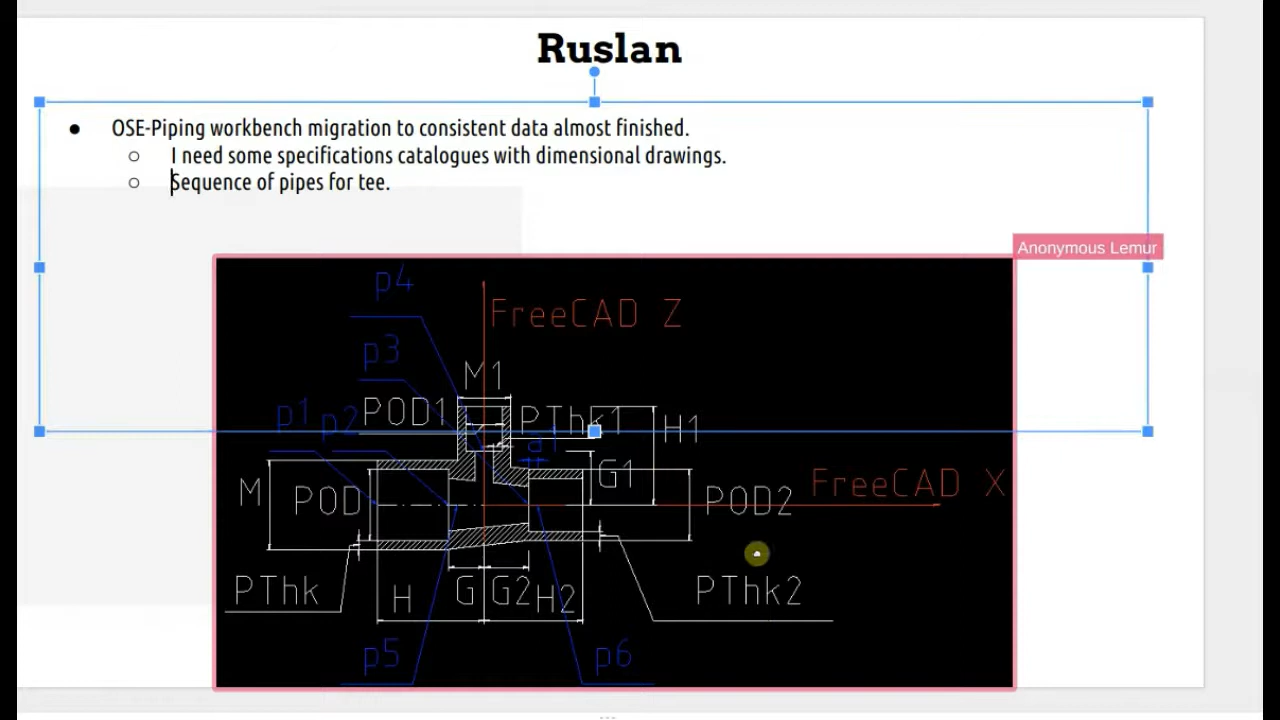 Ruslan
OSE-Piping workbench migration to consistent data almost finished.
I need some specifications catalogues with dimensional drawings.
Sequence of pipes for tee.
Anonymous Lemur
p4
FreeCAD Z
p3
M1
p1
p2
POD1
PThk1
H1
a1
G1
M
POD
POD2
FreeCAD X
PThk
H
G
G2
H2
PThk2
p5
p6